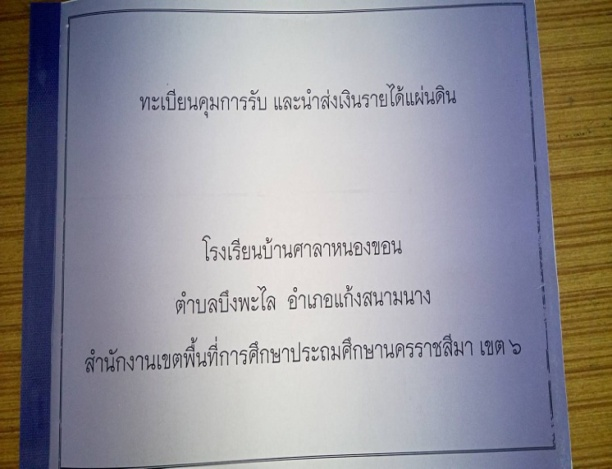 ทะเบียนคุมการรับ และนำส่งเงินรายได้แผ่นดิน
โรงเรียนบ้านศาลาหนองขอน
ตำบลบึงพะไล อำเภอแก้งสนามนาง
สำนักงานเขตพื้นที่การศึกษาประถมศึกษานครราชสีมา เขต ๖